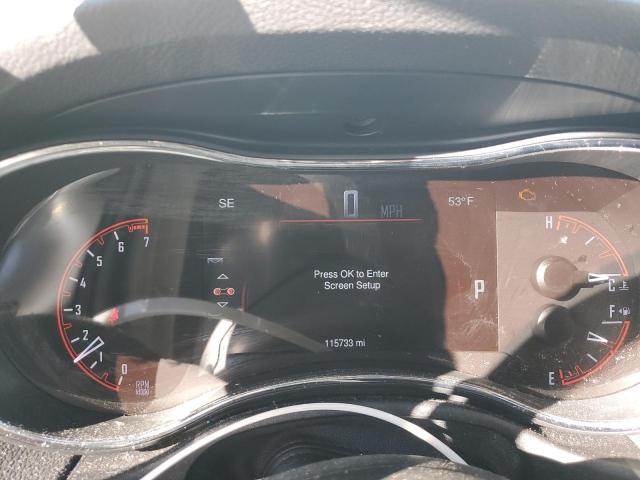 SE
0 MPH
53°F
H
7
6
5
4
3
2
1
0
RPM
Press OK to Enter
Screen Setup
P
C
F
115733 mi
E